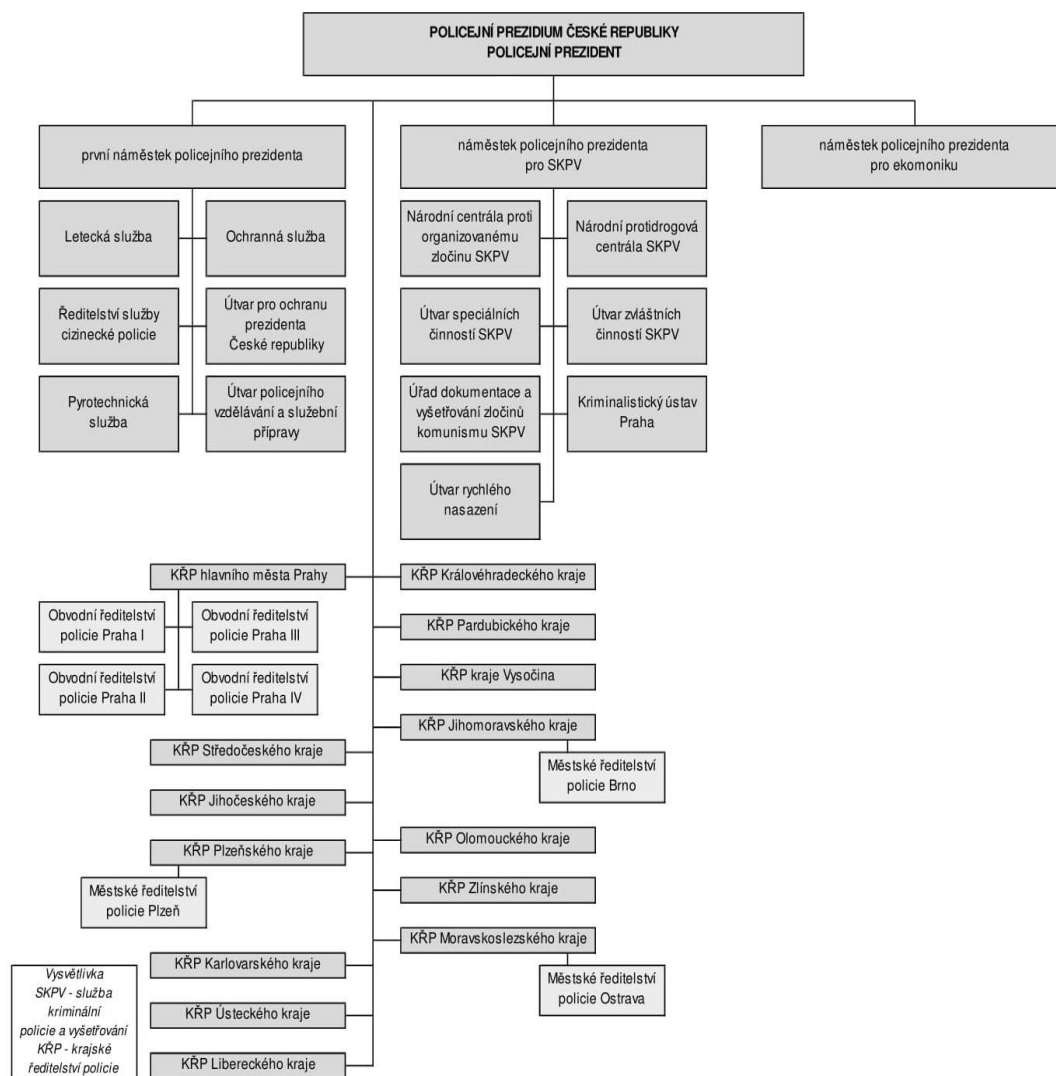 POLICEJNÍ PREZIDIUM ČESKÉ REPUBLIKY
POLICEJNÍ PREZIDENT
první náměstek policejního prezidenta
náměstek policejního prezidenta
pro SKPV
náměstek policejního prezidenta
pro ekomoniku
Letecká služba
Ochranná služba
Ředitelství služby
cizinecké policie
Útvar pro ochranu
prezidenta
České republiky
Pyrotechnická
služba
Útvar policejního
vzdělávání a služební
přípravy
Národní centrála proti
organizovanému
zločinu SKPV
Národní protidrogová
centrála SKPV
Útvar speciálních
činností SKPV
Útvar zvláštních
činností SKPV
Úřad dokumentace a
vyšetřování zločinů
komunismu SKPV
Kriminalistický ústav
Praha
Útvar rychlého
nasazení
KŘP hlavního města Prahy
Obvodní ředitelství
policie Praha I
Obvodní ředitelství
policie Praha III
Obvodní ředitelství
policie Praha II
Obvodní ředitelství
policie Praha IV
KŘP Středočeského kraje
KŘP Jihočeského kraje
KŘP Plzeňského kraje
Městské ředitelství
policie Plzeň
KŘP Karlovarského kraje
KŘP Ústeckého kraje
KŘP Libereckého kraje
KŘP Královéhradeckého kraje
KŘP Pardubického kraje
KŘP kraje Vysočina
KŘP Jihomoravského kraje
Městské ředitelství
policie Brno
KŘP Olomouckého kraje
KŘP Zlínského kraje
KŘP Moravskoslezského kraje
Městské ředitelství
policie Ostrava
Vysvětlivka
SKPV - služba
kriminální
policie a vyšetřování
KŘP - krajské
ředitelství policie